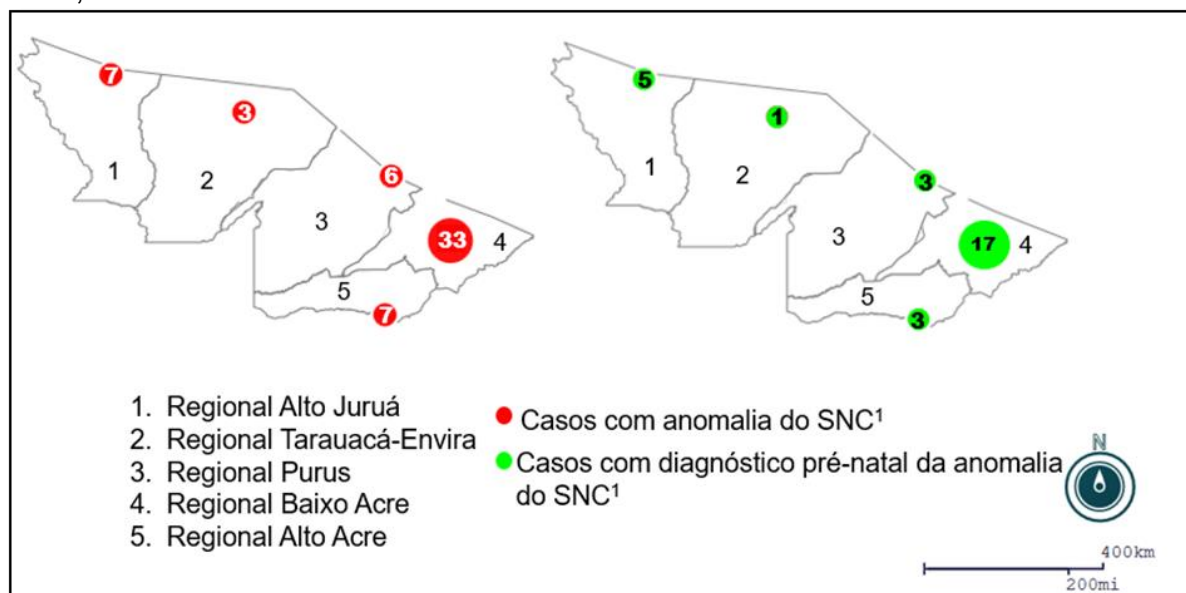 7
3
6
33
7
1
2
3
4
5
5
1
3
17
3
1
2
3
4
5
1. Regional Alto Juruá
2. Regional Tarauacá-Envira
3. Regional Purus
4. Regional Baixo Acre
5. Regional Alto Acre
Casos com anomalia do SNC¹
Casos com diagnóstico pré-natal da anomalia
do SNC¹
N
400km
200mi